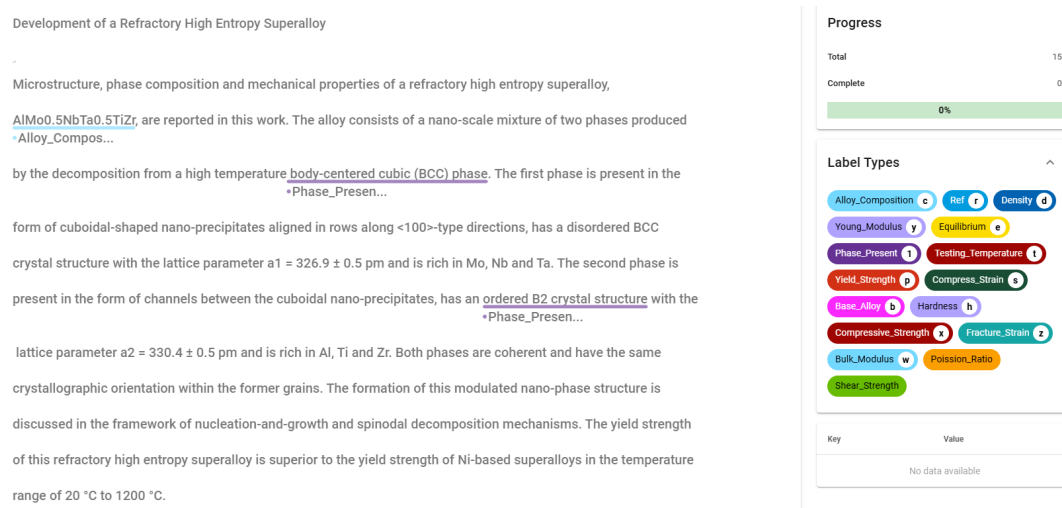 Development of a Refractory High Entropy Superalloy
Microstructure, phase composition and mechanical properties of a refractory high entropy superalloy,
AlMo0.5NbTa0.5TiZr, are reported in this work. The alloy consists of a nano-scale mixture of two phases produced
•Alloy_Compos...
by the decomposition from a high temperature body-centered cubic (BCC) phase. The first phase is present in the
•Phase_Presen...
form of cuboidal-shaped nano-precipitates aligned in rows along <100>-type directions, has a disordered BCC
crystal structure with the lattice parameter a1 = 326.9 ± 0.5 pm and is rich in Mo, Nb and Ta. The second phase is
present in the form of channels between the cuboidal nano-precipitates, has an ordered B2 crystal structure with the
•Phase_Presen...
lattice parameter a2 = 330.4 ± 0.5 pm and is rich in Al, Ti and Zr. Both phases are coherent and have the same
crystallographic orientation within the former grains. The formation of this modulated nano-phase structure is
discussed in the framework of nucleation-and-growth and spinodal decomposition mechanisms. The yield strength
of this refractory high entropy superalloy is superior to the yield strength of Ni-based superalloys in the temperature
range of 20 °C to 1200 °C.
Progress
Total 15
Complete 0
0%
Label Types
Alloy_Composition c Ref r Density d
Young_Modulus y Equilibrium e
Phase_Present 1 Testing_Temperature t
Yield_Strength p Compress_Strain s
Base_Alloy b Hardness h
Compressive_Strength x Fracture_Strain z
Bulk_Modulus w Poission_Ratio
Shear_Strength
Key Value
No data available